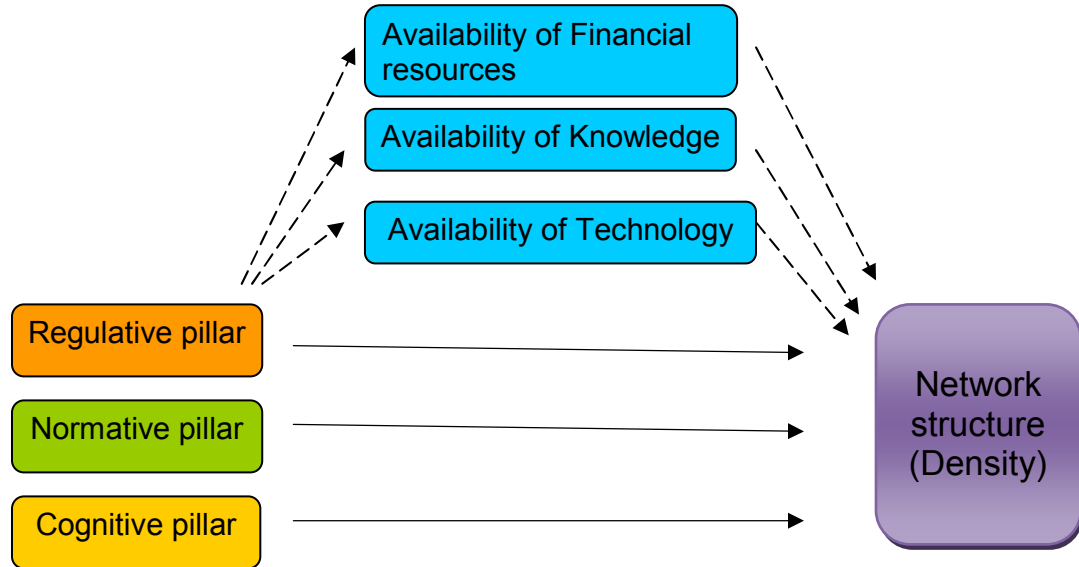 Availability of Financial
resources
Availability of Knowledge
Availability of Technology
Regulative pillar
Normative pillar
Cognitive pillar
Network
structure
(Density)